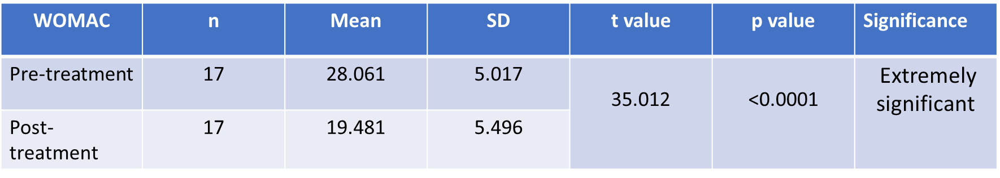 WOMAC n Mean SD t value p value Significance
Pre-treatment 17 28.061 5.017 35.012 <0.0001 Extremely
significant
Post- 17 19.481 5.496
treatment